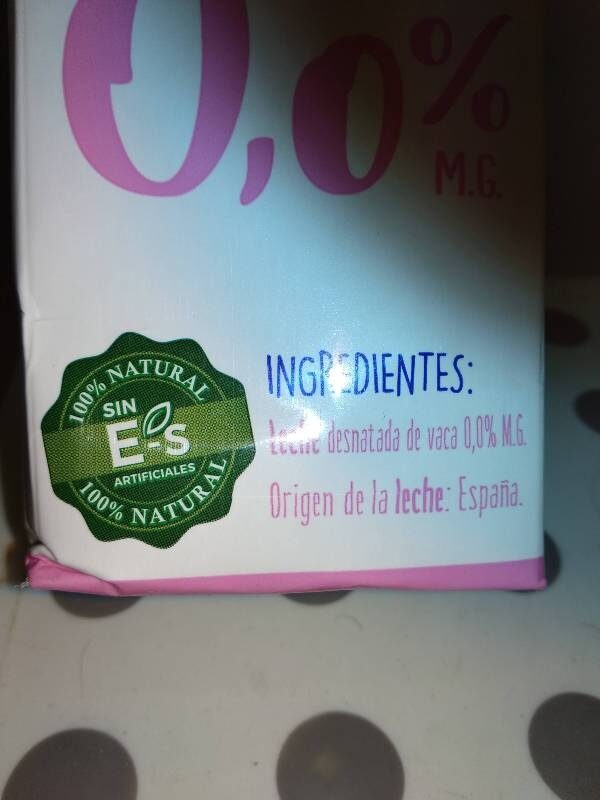 0,0%
M.G.
100% NATURAL
SIN
E-s
ARTIFICIALES
100% NATURAL
INGREDIENTES:
Leche desnatada de vaca 0,0% M.G.
Origen de la leche: España.